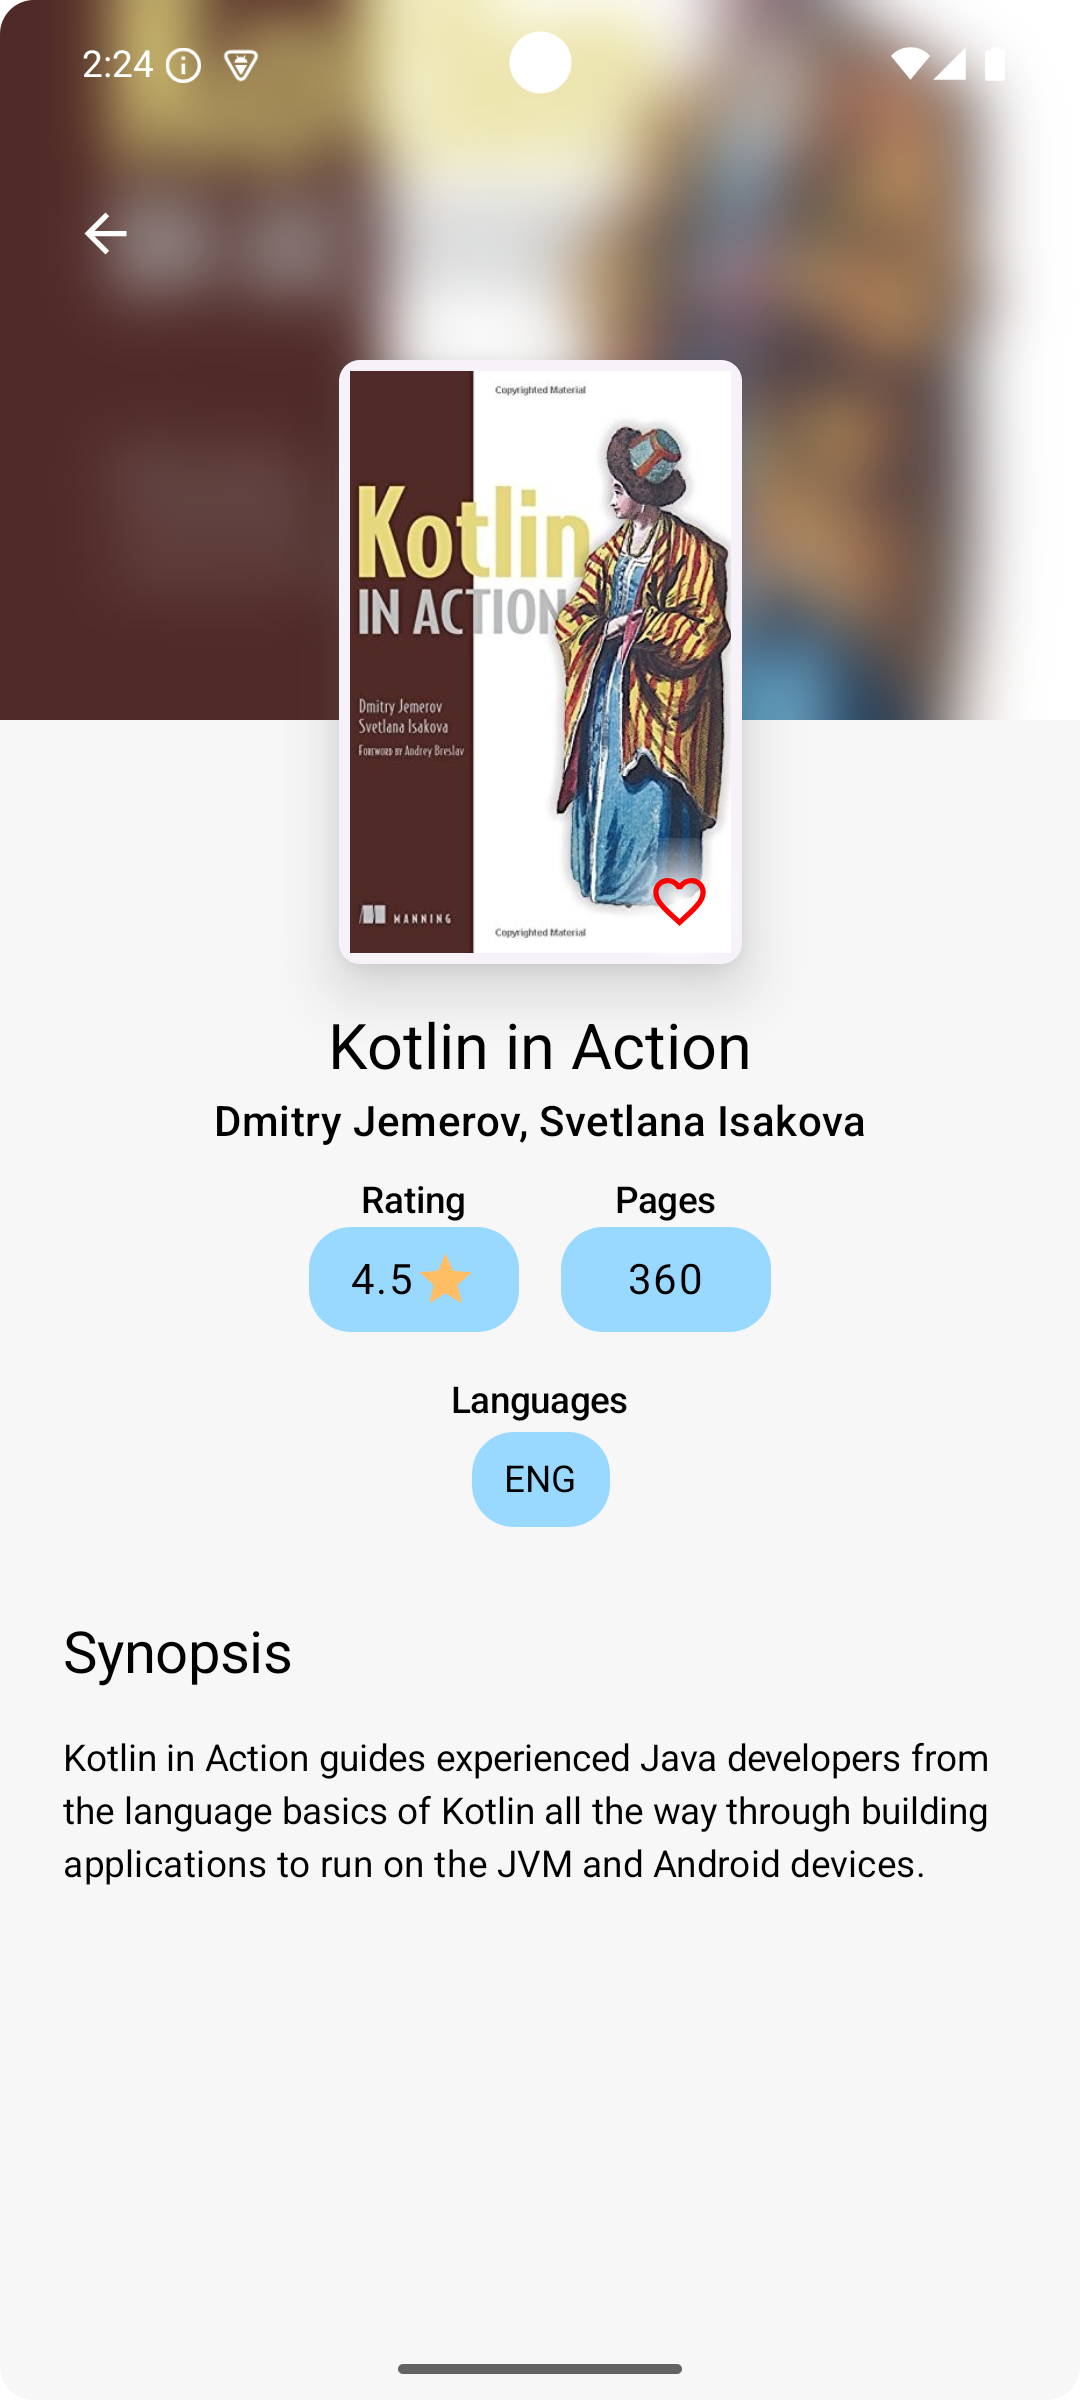 2:24
Copyrighted Material
Kotlin
IN ACTION
Dmitry Jemerov
Svetlana Isakova
FOREWORD BY Andrey Breslav
MANNING
Copyrighted Material
Kotlin in Action
Dmitry Jemerov, Svetlana Isakova
Rating
Pages
4.5
360
Languages
ENG
Synopsis
Kotlin in Action guides experienced Java developers from
the language basics of Kotlin all the way through building
applications to run on the JVM and Android devices.